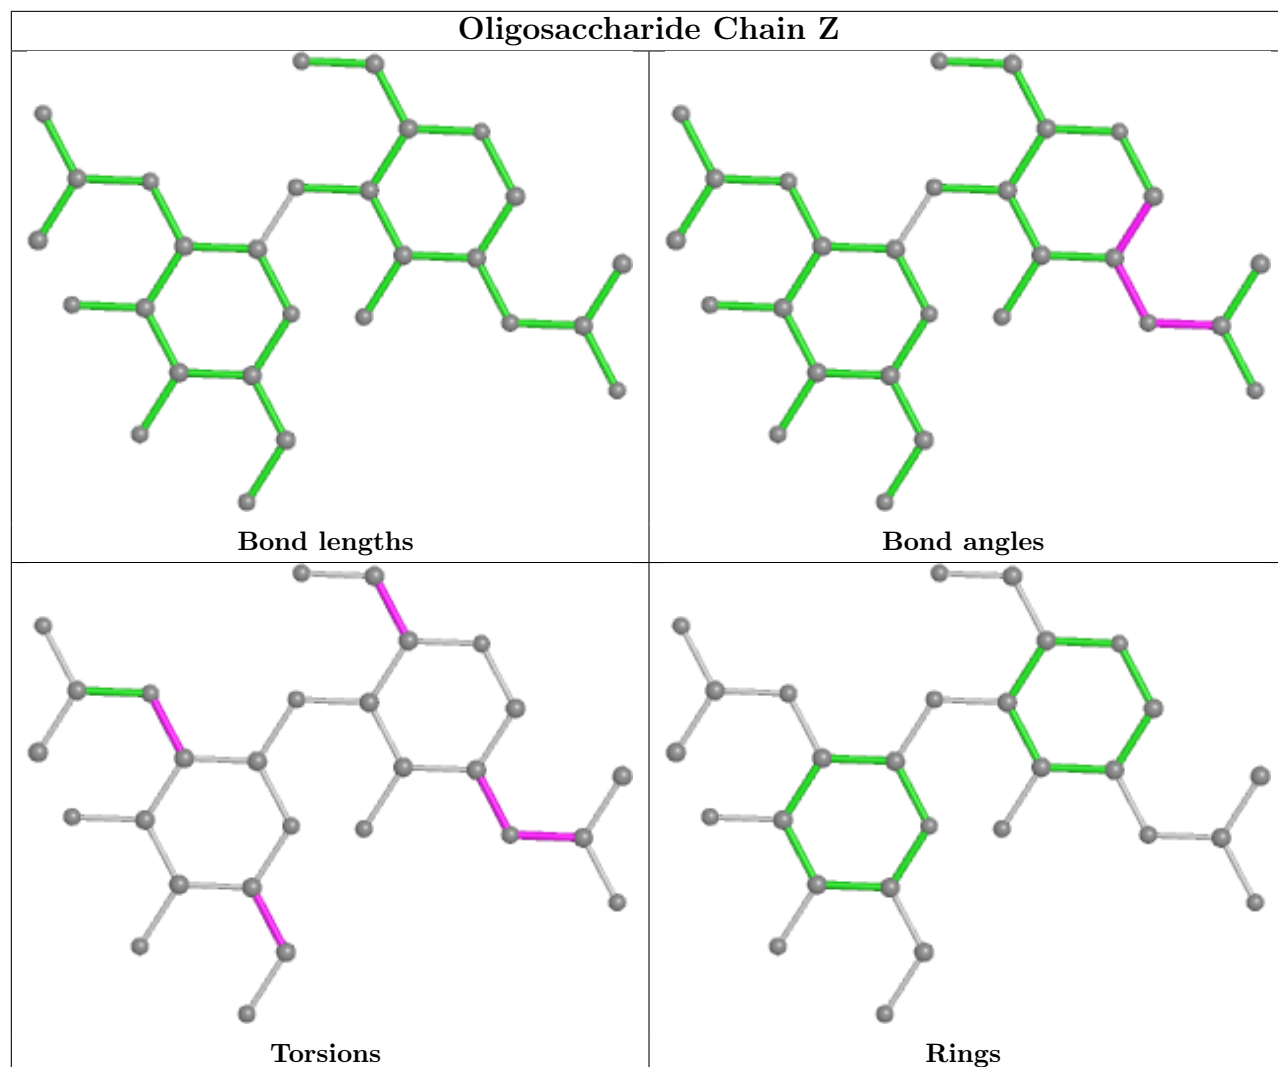 Oligosaccharide Chain Z
Bond lengths
Bond angles
Torsions
Rings